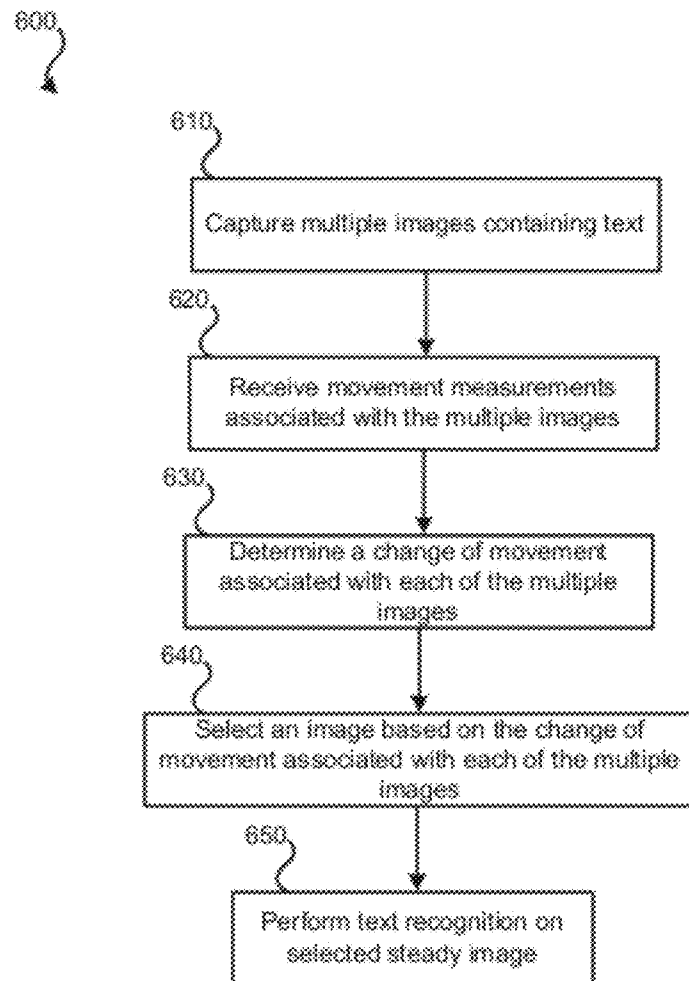 600
610
Capture multiple images containing text
620
Receive movement measurements
associated with the multiple images
630
Determine a change of movement
associated with each of the multiple
images
640
Select an image based on the change of
movement associated with each of the multiple
images
650
Perform text recognition on
selected steady image